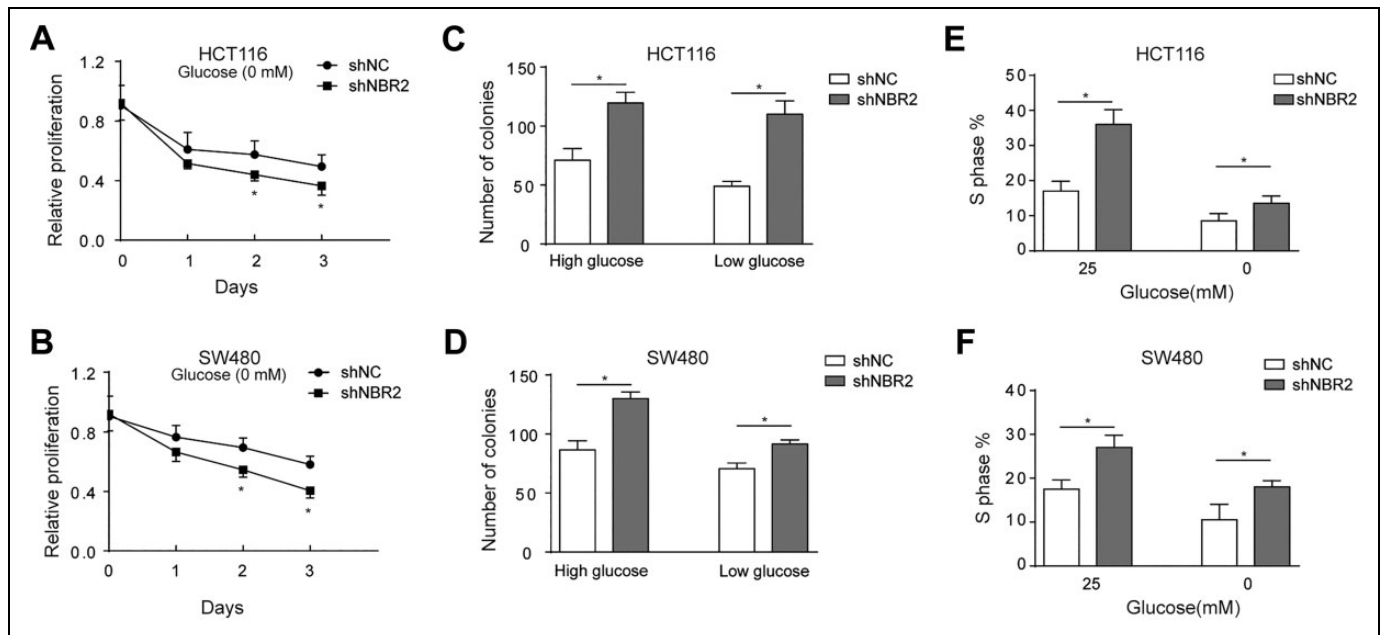 A
HCT116
Glucose (0 mM)
shNC
shNBR2
Relative proliferation
1.2
0.8
0.4
0.0
0 1 2 3
* *
Days
B
SW480
Glucose (0 mM)
shNC
shNBR2
Relative proliferation
1.2
0.8
0.4
0.0
0 1 2 3
* *
Days
C
HCT116
shNC
shNBR2
Number of colonies
150
100
50
0
* *
High glucose Low glucose
D
SW480
shNC
shNBR2
Number of colonies
150
100
50
0
* *
High glucose Low glucose
E
HCT116
shNC
shNBR2
S phase %
50
40
30
20
10
0
* *
25 0
Glucose(mM)
F
SW480
shNC
shNBR2
S phase %
40
30
20
10
0
* *
25 0
Glucose(mM)